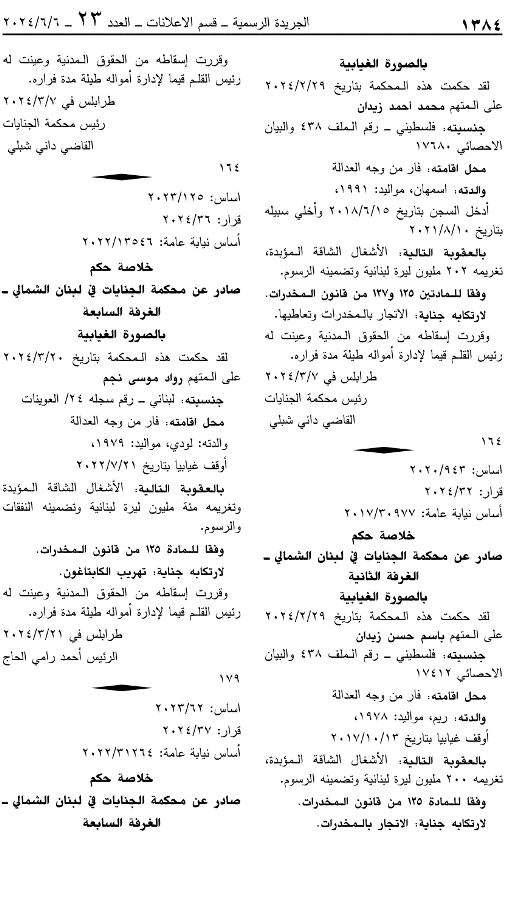 ١٣٨٤
الجريدة الرسمية ــ قسم الاعلانات ــ العدد ٢٣ ــ ٢٠٢٤/٦/٦
بالصورة الغيابية
لقد حكمت هذه المحكمة بتاريخ ٢٠٢٤/٢/٢٩
على المتهم محمد احمد زيدان
جنسيته: فلسطيني ــ رقم الملف ٤٣٨ والبيان
الاحصائي ١٧٦٨٠
محل اقامته: فار من وجه العدالة
والدته: اسمهان، مواليد: ١٩٩١،
أدخل السجن بتاريخ ٢٠١٨/٦/١٥ وأخلي سبيله
بتاريخ ٢٠٢١/٨/١٠
بالعقوبة التالية: الأشغال الشاقة المؤبدة،
تغريمه ٢٠٢ مليون ليرة لبنانية وتضمينه الرسوم.
وفقا للمادتين ١٢٥ و١٢٧ من قانون المخدرات.
لارتكابه جناية: الاتجار بالمخدرات وتعاطيها.
وقررت إسقاطه من الحقوق المدنية وعينت له
رئيس القلم قيما لإدارة أمواله طيلة مدة فراره.
طرابلس في ٢٠٢٤/٣/٧
رئيس محكمة الجنايات
القاضي داني شبلي
١٦٤
اساس: ٢٠٢٠/٩٤٣
قرار: ٢٠٢٤/٣٢
أساس نيابة عامة: ٢٠١٧/٣٠٩٧٧
خلاصة حكم
صادر عن محكمة الجنايات في لبنان الشمالي ــ
الغرفة الثانية
بالصورة الغيابية
لقد حكمت هذه المحكمة بتاريخ ٢٠٢٤/٢/٢٩
على المتهم باسم حسن زيدان
جنسيته: فلسطيني ــ رقم الملف ٤٣٨ والبيان
الاحصائي ١٧٤١٢
محل اقامته: فار من وجه العدالة
والدته: ريم، مواليد: ١٩٧٨،
أوقف غيابيا بتاريخ ٢٠١٧/١٠/١٣
بالعقوبة التالية: الأشغال الشاقة المؤبدة،
تغريمه ٢٠٠ مليون ليرة لبنانية وتضمينه الرسوم.
وفقا للمادة ١٢٥ من قانون المخدرات.
لارتكابه جناية: الاتجار بالمخدرات.
وقررت إسقاطه من الحقوق المدنية وعينت له
رئيس القلم قيما لإدارة أمواله طيلة مدة فراره.
طرابلس في ٢٠٢٤/٣/٧
رئيس محكمة الجنايات
القاضي داني شبلي
١٦٤
اساس: ٢٠٢٣/١٢٥
قرار: ٢٠٢٤/٣٦
أساس نيابة عامة: ٢٠٢٢/١٣٥٤٦
خلاصة حكم
صادر عن محكمة الجنايات في لبنان الشمالي ــ
الغرفة السابعة
بالصورة الغيابية
لقد حكمت هذه المحكمة بتاريخ ٢٠٢٤/٣/٢٠
على المتهم رواد موسى نجم
جنسيته: لبناني ــ رقم سجله ٢٤/ العوينات
محل اقامته: فار من وجه العدالة
والدته: لودي، مواليد: ١٩٧٩،
أوقف غيابيا بتاريخ ٢٠٢٢/٧/٢١
بالعقوبة التالية: الأشغال الشاقة المؤبدة
وتغريمه مئة مليون ليرة لبنانية وتضمينه النفقات
والرسوم.
وفقا للمادة ١٢٥ من قانون المخدرات.
لارتكابه جناية: تهريب الكابتاغون.
وقررت إسقاطه من الحقوق المدنية وعينت له
رئيس القلم قيما لإدارة أمواله طيلة مدة فراره.
طرابلس في ٢٠٢٤/٣/٢١
الرئيس أحمد رامي الحاج
١٧٩
اساس: ٢٠٢٣/٦٢
قرار: ٢٠٢٤/٣٧
أساس نيابة عامة: ٢٠٢٢/٣١٢٦٤
خلاصة حكم
صادر عن محكمة الجنايات في لبنان الشمالي ــ
الغرفة السابعة